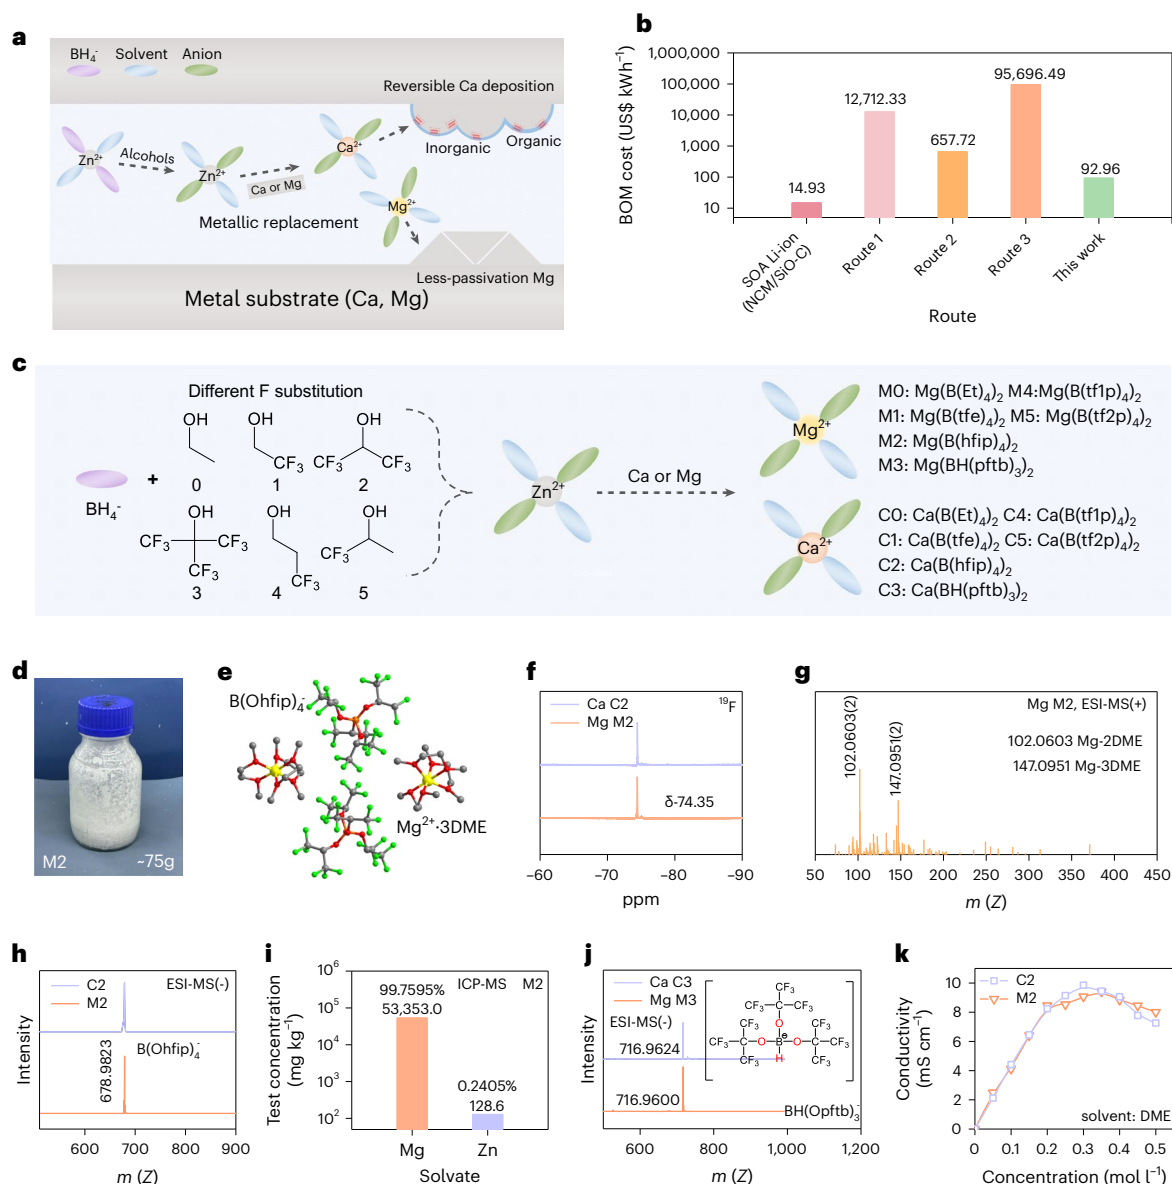 a
BH₄⁻ Solvent Anion
Reversible Ca deposition
Zn²⁺
Alcohols
Zn²⁺
Ca or Mg
Ca²⁺
Inorganic
Organic
Metallic replacement
Mg²⁺
Less-passivation Mg
Metal substrate (Ca, Mg)
b
BOM cost (US$ kWh⁻¹)
1,000,000
100,000
10,000
1,000
100
10
14.93
12,712.33
657.72
95,696.49
92.96
SOA Li-ion
(NCM/SiO-C)
Route 1
Route 2
Route 3
This work
Route
c
Different F substitution
BH₄⁻
+
OH
0
OH
CF₃
1
OH
CF₃ CF₃
2
OH
CF₃ CF₃
CF₃
3
OH
CF₃
4
OH
CF₃
5
Zn²⁺
Ca or Mg
Mg²⁺
M0: Mg(B(Et)₄)₂ M4:Mg(B(tf1p)₄)₂
M1: Mg(B(tfe)₄)₂ M5: Mg(B(tf2p)₄)₂
M2: Mg(B(hfip)₄)₂
M3: Mg(BH(pftb)₃)₂
Ca²⁺
C0: Ca(B(Et)₄)₂ C4: Ca(B(tf1p)₄)₂
C1: Ca(B(tfe)₄)₂ C5: Ca(B(tf2p)₄)₂
C2: Ca(B(hfip)₄)₂
C3: Ca(BH(pftb)₃)₂
d
M2 ~75g
e
B(Ohfip)₄⁻
Mg²⁺·3DME
f
Ca C2
Mg M2
¹⁹F
δ-74.35
−60 −70 −80 −90
ppm
g
Mg M2, ESI-MS(+)
102.0603 Mg-2DME
147.0951 Mg-3DME
102.0603(2)
147.0951(2)
50 100 150 200 250 300 350 400 450
m (Z)
h
C2
M2
ESI-MS(-)
B(Ohfip)₄⁻
678.9823
Intensity
600 700 800 900
m (Z)
i
Test concentration
(mg kg⁻¹)
10⁶
10⁵
10⁴
10³
10²
ICP-MS M2
99.7595%
53,353.0
0.2405%
128.6
Mg Zn
Solvate
j
Ca C3
Mg M3
ESI-MS(-)
716.9624
716.9600
Intensity
CF₃
CF₃ CF₃
O
CF₃ CF₃
CF₃ O B⊖ O CF₃
CF₃ H CF₃
BH(Opftb)₃⁻
600 800 1,000 1,200
m (Z)
k
C2
M2
Conductivity
(mS cm⁻¹)
10
8
6
4
2
0
solvent: DME
0 0.1 0.2 0.3 0.4 0.5
Concentration (mol l⁻¹)